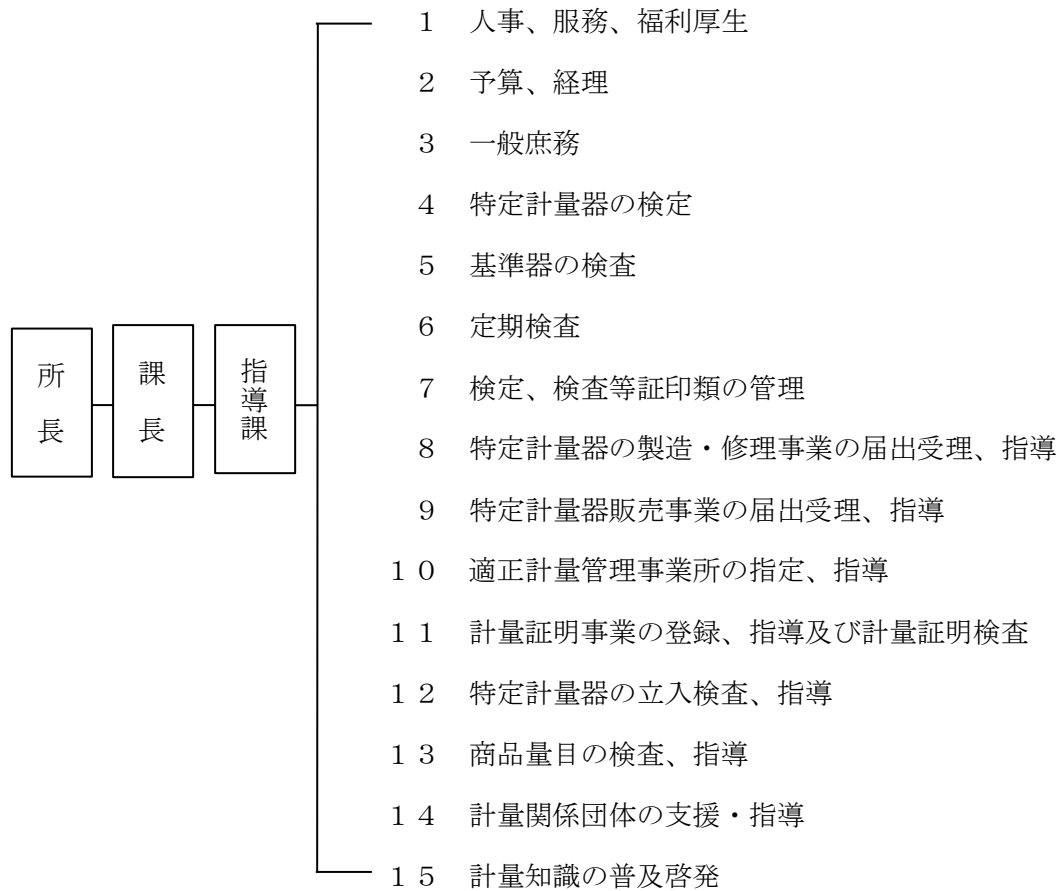 所長
課長
指導課
１ 人事、服務、福利厚生
２ 予算、経理
３ 一般庶務
４ 特定計量器の検定
５ 基準器の検査
６ 定期検査
７ 検定、検査等証印類の管理
８ 特定計量器の製造・修理事業の届出受理、指導
９ 特定計量器販売事業の届出受理、指導
１０ 適正計量管理事業所の指定、指導
１１ 計量証明事業の登録、指導及び計量証明検査
１２ 特定計量器の立入検査、指導
１３ 商品量目の検査、指導
１４ 計量関係団体の支援・指導
１５ 計量知識の普及啓発